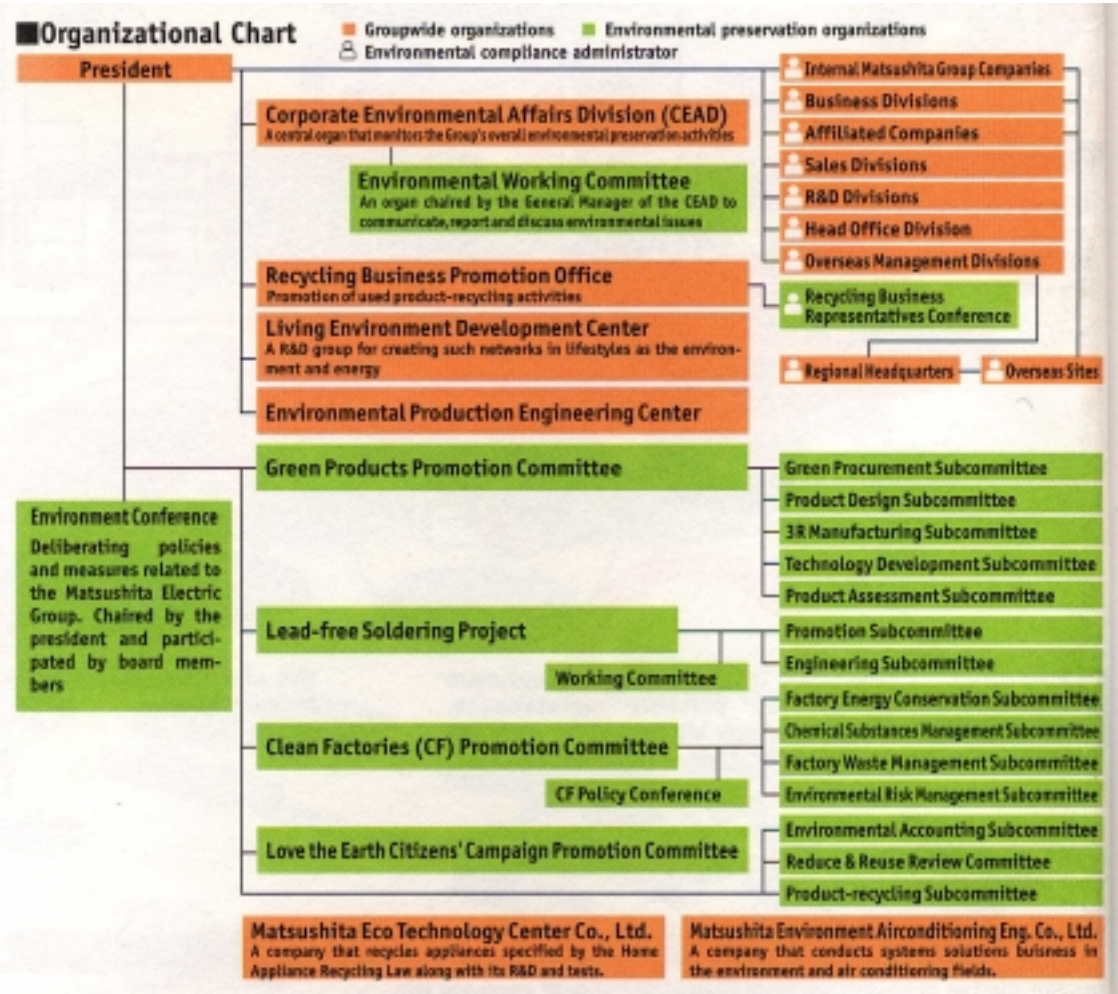 ■Organizational Chart
Groupwide organizations
Environmental preservation organizations
Environmental compliance administrator
President
Corporate Environmental Affairs Division (CEAD)
A central organ that monitors the Group's overall environmental preservation activities
Environmental Working Committee
An organ chaired by the General Manager of the CEAD to
communicate, report and discuss environmental issues
Recycling Business Promotion Office
Promotion of used product-recycling activities
Living Environment Development Center
A R&D group for creating such networks in lifestyles as the environ-
ment and energy
Environmental Production Engineering Center
Internal Matsushita Group Companies
Business Divisions
Affiliated Companies
Sales Divisions
R&D Divisions
Head Office Division
Overseas Management Divisions
Recycling Business
Representatives Conference
Regional Headquarters
Overseas Sites
Environment Conference
Deliberating policies
and measures related to
the Matsushita Electric
Group. Chaired by the
president and partici-
pated by board mem-
bers
Green Products Promotion Committee
Green Procurement Subcommittee
Product Design Subcommittee
3R Manufacturing Subcommittee
Technology Development Subcommittee
Product Assessment Subcommittee
Lead-free Soldering Project
Working Committee
Promotion Subcommittee
Engineering Subcommittee
Clean Factories (CF) Promotion Committee
CF Policy Conference
Factory Energy Conservation Subcommittee
Chemical Substances Management Subcommittee
Factory Waste Management Subcommittee
Environmental Risk Management Subcommittee
Love the Earth Citizens' Campaign Promotion Committee
Environmental Accounting Subcommittee
Reduce & Reuse Review Committee
Product-recycling Subcommittee
Matsushita Eco Technology Center Co., Ltd.
A company that recycles appliances specified by the Home
Appliance Recycling Law along with its R&D and tests.
Matsushita Environment Airconditioning Eng. Co., Ltd.
A company that conducts systems solutions buisness in
the environment and air conditioning fields.